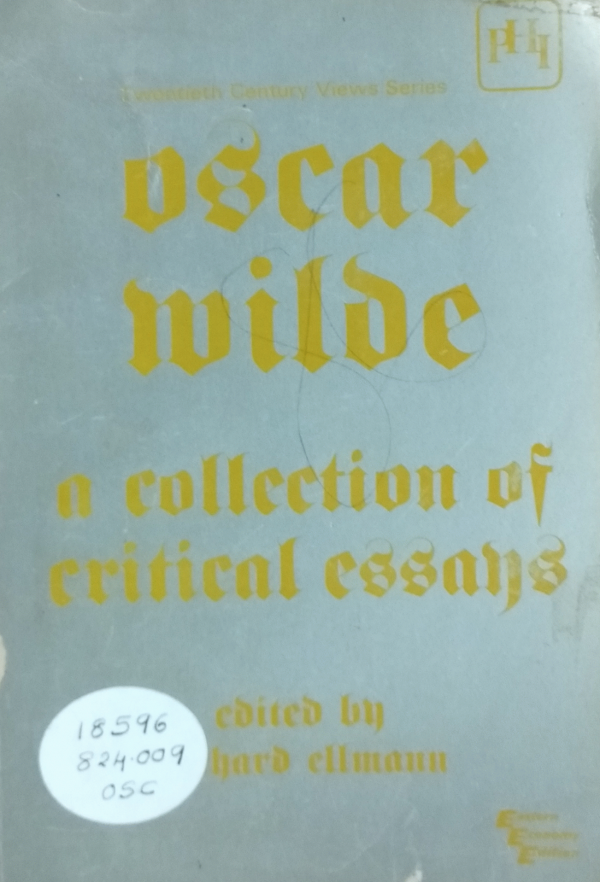 PHI
Twentieth Century Views Series
oscar
wilde
a collection of
critical essays
edited by
hard ellmann
18596
824.009
OSC
Eastern
Economy
Edition